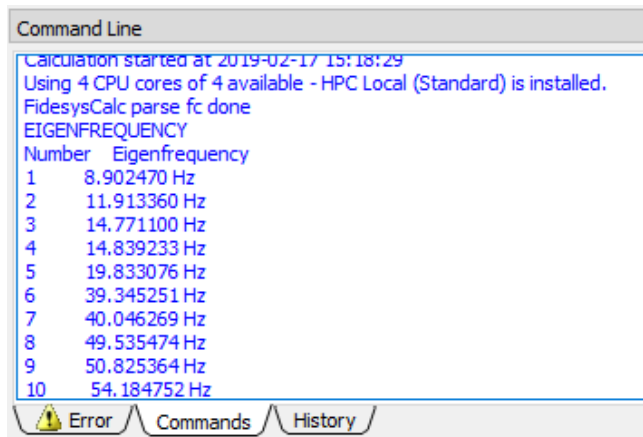 Command Line
Calculation started at 2019-02-17 15:18:29
Using 4 CPU cores of 4 available - HPC Local (Standard) is installed.
FidesysCalc parse fc done
EIGENFREQUENCY
Number Eigenfrequency
1 8.902470 Hz
2 11.913360 Hz
3 14.771100 Hz
4 14.839233 Hz
5 19.833076 Hz
6 39.345251 Hz
7 40.046269 Hz
8 49.535474 Hz
9 50.825364 Hz
10 54.184752 Hz
Error Commands History